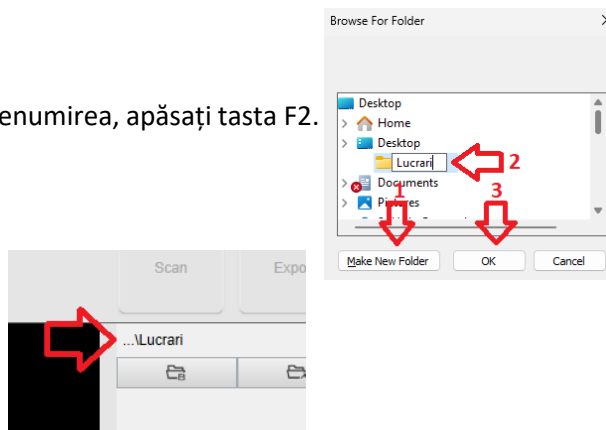 Browse For Folder
enumirea, apăsați tasta F2.
Desktop
Home
Desktop
Lucrari
2
Documents
1
3
Pictures
Make New Folder
OK
Cancel
Scan
...\Lucrari